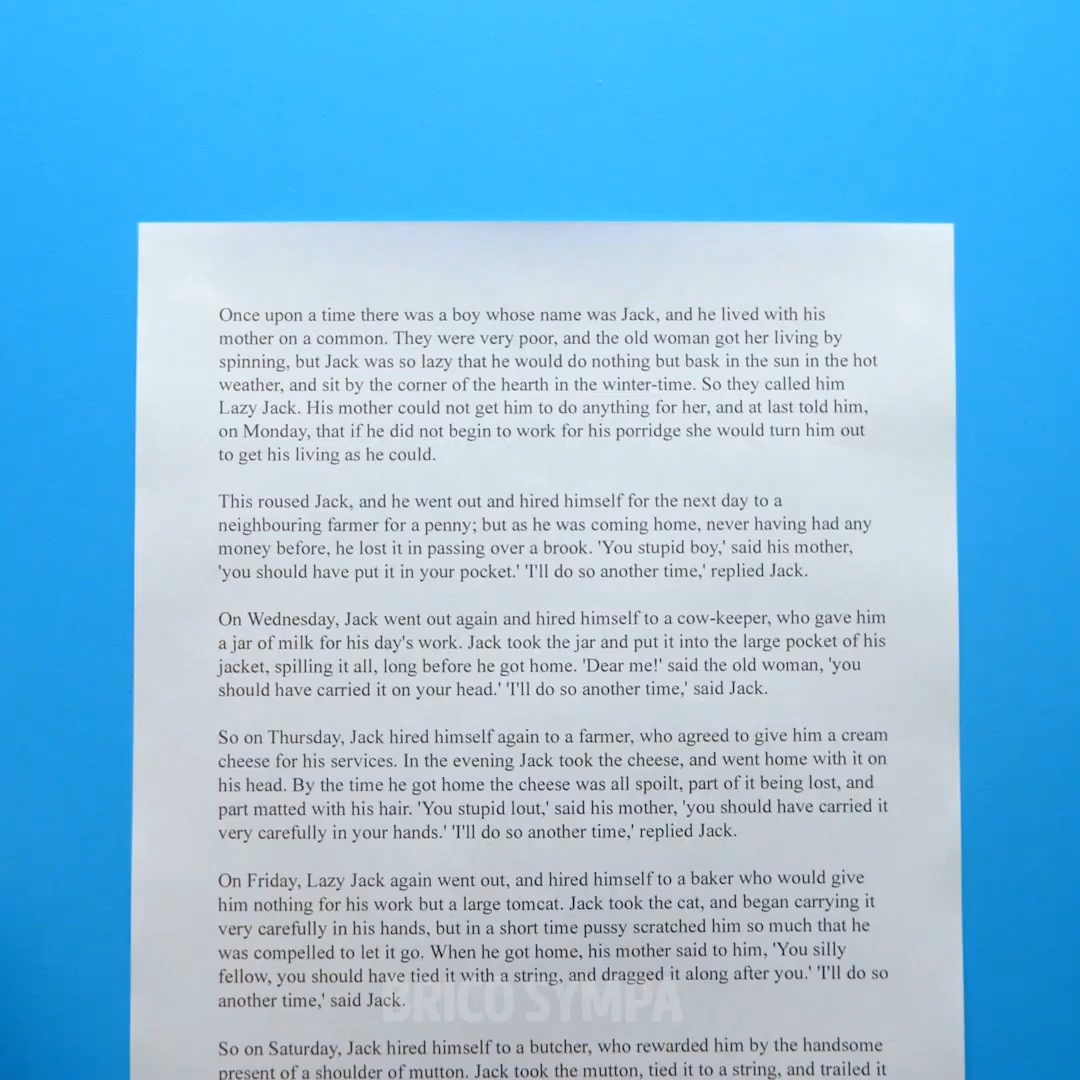 Once upon a time there was a boy whose name was Jack, and he lived with his
mother on a common. They were very poor, and the old woman got her living by
spinning, but Jack was so lazy that he would do nothing but bask in the sun in the hot
weather, and sit by the corner of the hearth in the winter-time. So they called him
Lazy Jack. His mother could not get him to do anything for her, and at last told him,
on Monday, that if he did not begin to work for his porridge she would turn him out
to get his living as he could.
This roused Jack, and he went out and hired himself for the next day to a
neighbouring farmer for a penny; but as he was coming home, never having had any
money before, he lost it in passing over a brook. 'You stupid boy,' said his mother,
'you should have put it in your pocket.' 'I'll do so another time,' replied Jack.
On Wednesday, Jack went out again and hired himself to a cow-keeper, who gave him
a jar of milk for his day's work. Jack took the jar and put it into the large pocket of his
jacket, spilling it all, long before he got home. 'Dear me!' said the old woman, 'you
should have carried it on your head.' 'I'll do so another time,' said Jack.
So on Thursday, Jack hired himself again to a farmer, who agreed to give him a cream
cheese for his services. In the evening Jack took the cheese, and went home with it on
his head. By the time he got home the cheese was all spoilt, part of it being lost, and
part matted with his hair. 'You stupid lout,' said his mother, 'you should have carried it
very carefully in your hands.' 'I'll do so another time,' replied Jack.
On Friday, Lazy Jack again went out, and hired himself to a baker who would give
him nothing for his work but a large tomcat. Jack took the cat, and began carrying it
very carefully in his hands, but in a short time pussy scratched him so much that he
was compelled to let it go. When he got home, his mother said to him, 'You silly
fellow, you should have tied it with a string, and dragged it along after you.' 'I'll do so
another time,' said Jack.
BRICO SYMPA
So on Saturday, Jack hired himself to a butcher, who rewarded him by the handsome
present of a shoulder of mutton. Jack took the mutton, tied it to a string, and trailed it